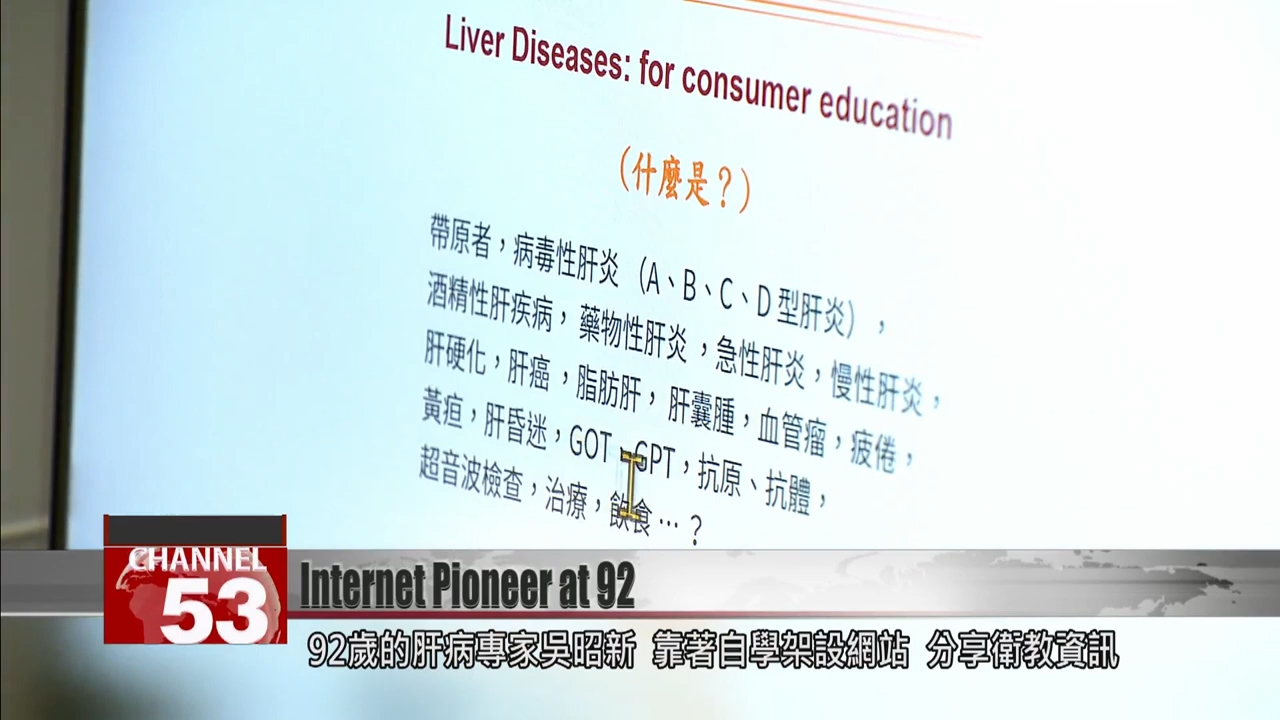 Liver Diseases: for consumer education
（什麼是？）
帶原者，病毒性肝炎（A、B、C、D 型肝炎），
酒精性肝疾病，藥物性肝炎，急性肝炎，慢性肝炎，
肝硬化，肝癌，脂肪肝，肝囊腫，血管瘤，疲倦，
黃疸，肝昏迷，GOT、GPT，抗原、抗體，
超音波檢查，治療，飲食…？
CHANNEL
53
Internet Pioneer at 92
92歲的肝病專家吳昭新 靠著自學架設網站 分享衛教資訊